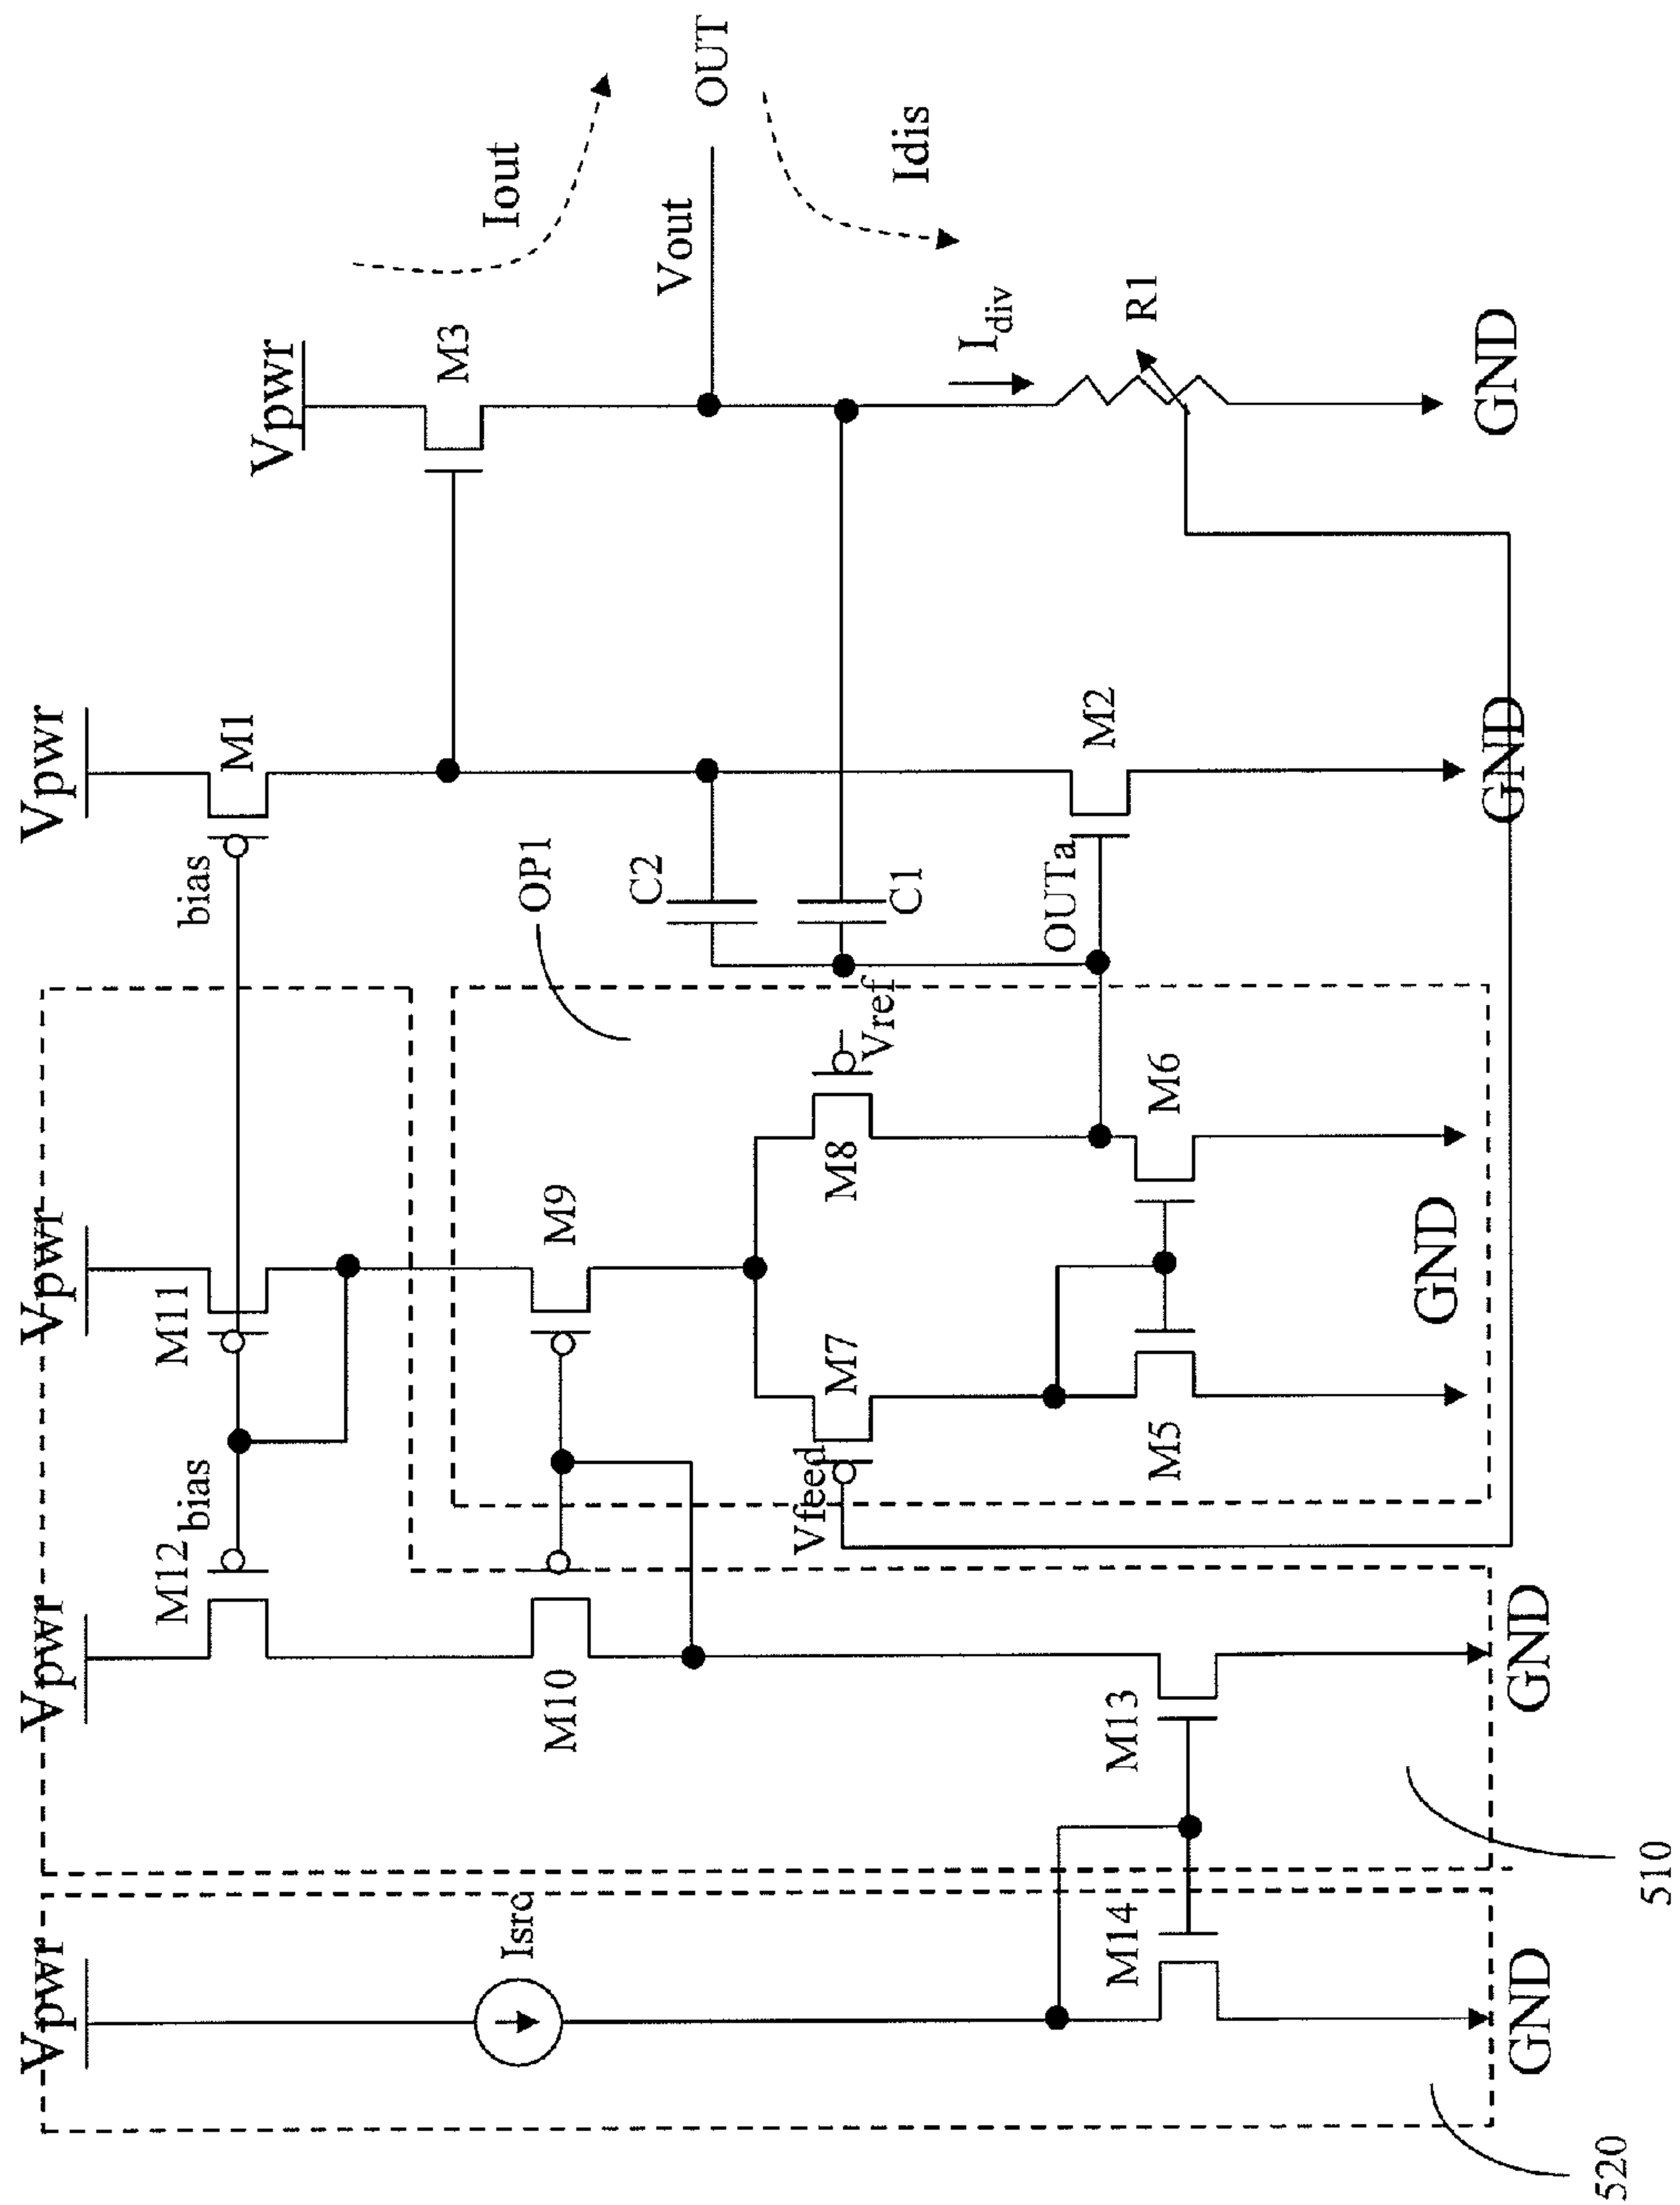 Vpwr
Vpwr
Vpwr
Vpwr
Vpwr
Isrc
M12
bias
M11
bias
M1
M3
Iout
M10
M9
OP1
Vout
OUT
Vfeed
M7
M8
Vref
C2
C1
Idis
OUTa
I div
M14
M13
M5
M6
M2
R1
GND
GND
GND
GND
GND
520
510